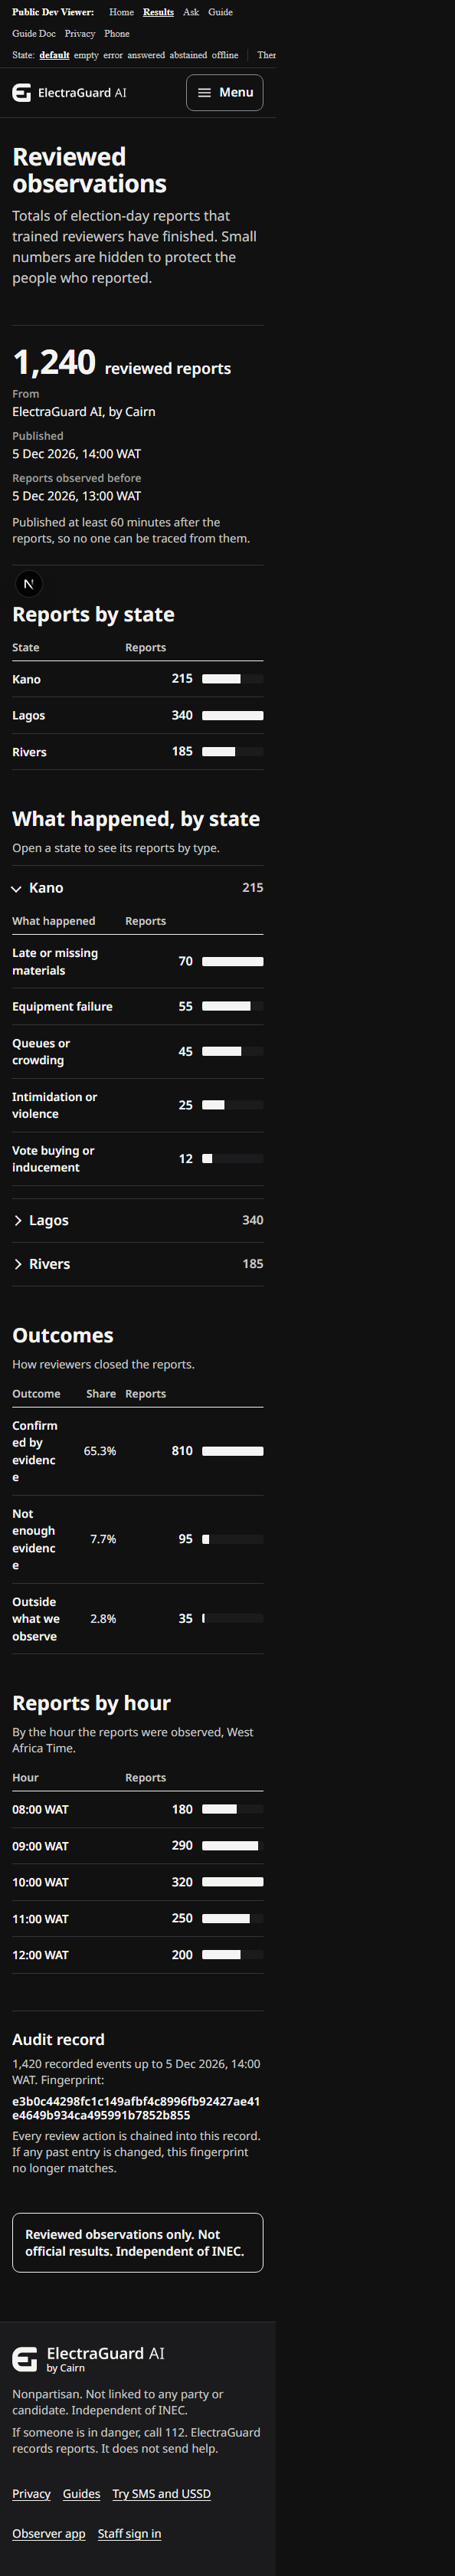 Public Dev Viewer: Home Results Ask Guide
Guide Doc Privacy Phone
State: default empty error answered abstained offline
ElectraGuard AI
Menu
Reviewed
observations
Totals of election-day reports that
trained reviewers have finished. Small
numbers are hidden to protect the
people who reported.
1,240 reviewed reports
From
ElectraGuard AI, by Cairn
Published
5 Dec 2026, 14:00 WAT
Reports observed before
5 Dec 2026, 13:00 WAT
Published at least 60 minutes after the
reports, so no one can be traced from them.
N
Reports by state
State Reports
Kano 215
Lagos 340
Rivers 185
What happened, by state
Open a state to see its reports by type.
Kano 215
What happened Reports
Late or missing
materials 70
Equipment failure 55
Queues or
crowding 45
Intimidation or
violence 25
Vote buying or
inducement 12
Lagos 340
Rivers 185
Outcomes
How reviewers closed the reports.
Outcome Share Reports
Confirm
ed by
evidenc
e 65.3% 810
Not
enough
evidenc
e 7.7% 95
Outside
what we
observe 2.8% 35
Reports by hour
By the hour the reports were observed, West
Africa Time.
Hour Reports
08:00 WAT 180
09:00 WAT 290
10:00 WAT 320
11:00 WAT 250
12:00 WAT 200
Audit record
1,420 recorded events up to 5 Dec 2026, 14:00
WAT. Fingerprint:
e3b0c44298fc1c149afbf4c8996fb92427ae41
e4649b934ca495991b7852b855
Every review action is chained into this record.
If any past entry is changed, this fingerprint
no longer matches.
Reviewed observations only. Not
official results. Independent of INEC.
ElectraGuard AI
by Cairn
Nonpartisan. Not linked to any party or
candidate. Independent of INEC.
If someone is in danger, call 112. ElectraGuard
records reports. It does not send help.
Privacy Guides Try SMS and USSD
Observer app Staff sign in